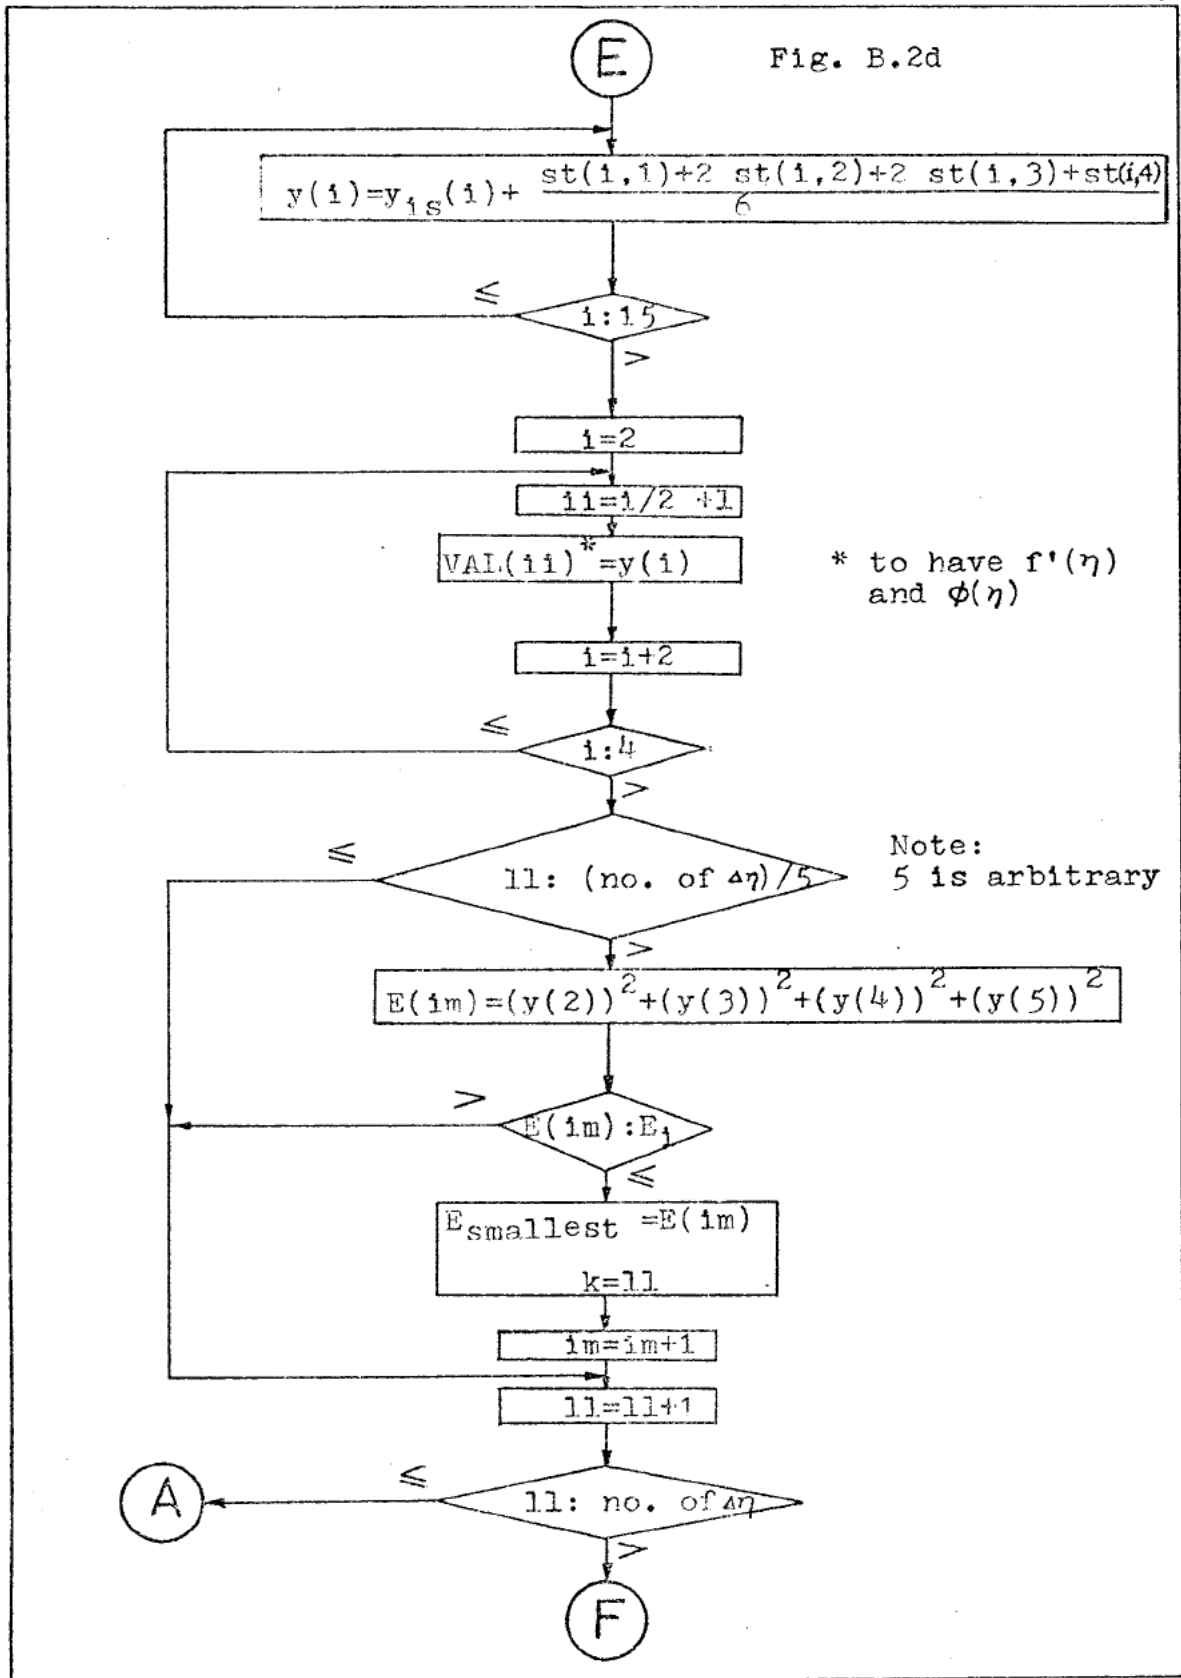 E
Fig. B.2d
st(i,1)+2 st(i,2)+2 st(i,3)+st(i,4)
y(i)=y_is(i)+
6
≤
i:15
>
i=2
ii=i/2 +1
VAL(ii)*=y(i)
* to have f'(η)
and ϕ(η)
i=i+2
≤
i:4
>
≤
ll: (no. of Δη)/5
Note:
5 is arbitrary
>
E(im)=(y(2))²+(y(3))²+(y(4))²+(y(5))²
>
E(im):E_i
≤
E_smallest =E(im)
k=ll
im=im+1
ll=ll+1
≤
A
ll: no. of Δη
>
F